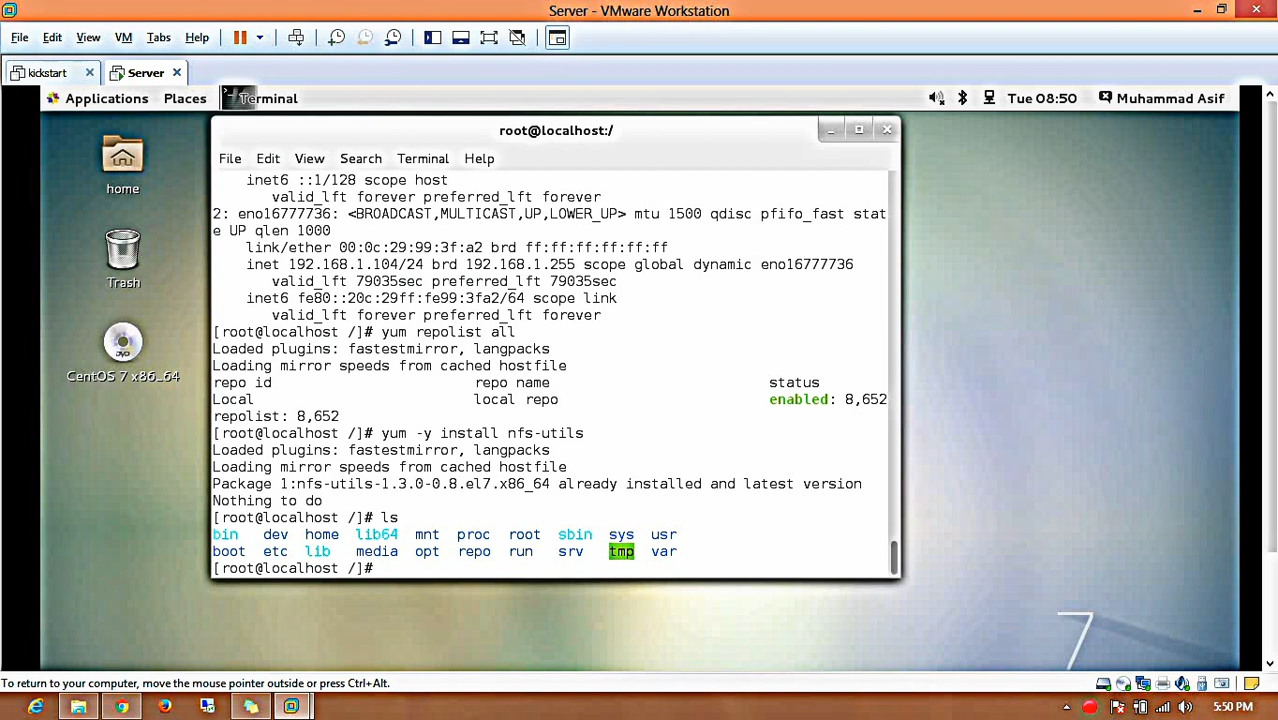 Server - VMware Workstation
File Edit View VM Tabs Help
kickstart Server
Applications Places Terminal Tue 08:50 Muhammad Asif
root@localhost:/
File Edit View Search Terminal Help
inet6 ::1/128 scope host
valid_lft forever preferred_lft forever
2: eno16777736: <BROADCAST,MULTICAST,UP,LOWER_UP> mtu 1500 qdisc pfifo_fast stat
e UP qlen 1000
link/ether 00:0c:29:99:3f:a2 brd ff:ff:ff:ff:ff:ff
inet 192.168.1.104/24 brd 192.168.1.255 scope global dynamic eno16777736
valid_lft 79035sec preferred_lft 79035sec
inet6 fe80::20c:29ff:fe99:3fa2/64 scope link
valid_lft forever preferred_lft forever
[root@localhost /]# yum repolist all
Loaded plugins: fastestmirror, langpacks
Loading mirror speeds from cached hostfile
repo id repo name status
Local local repo enabled: 8,652
repolist: 8,652
[root@localhost /]# yum -y install nfs-utils
Loaded plugins: fastestmirror, langpacks
Loading mirror speeds from cached hostfile
Package 1:nfs-utils-1.3.0-0.8.el7.x86_64 already installed and latest version
Nothing to do
[root@localhost /]# ls
bin dev home lib64 mnt proc root sbin sys usr
boot etc lib media opt repo run srv tmp var
[root@localhost /]#
home
Trash
DVD
CentOS 7 x86_64
7
To return to your computer, move the mouse pointer outside or press Ctrl+Alt.
5:50 PM